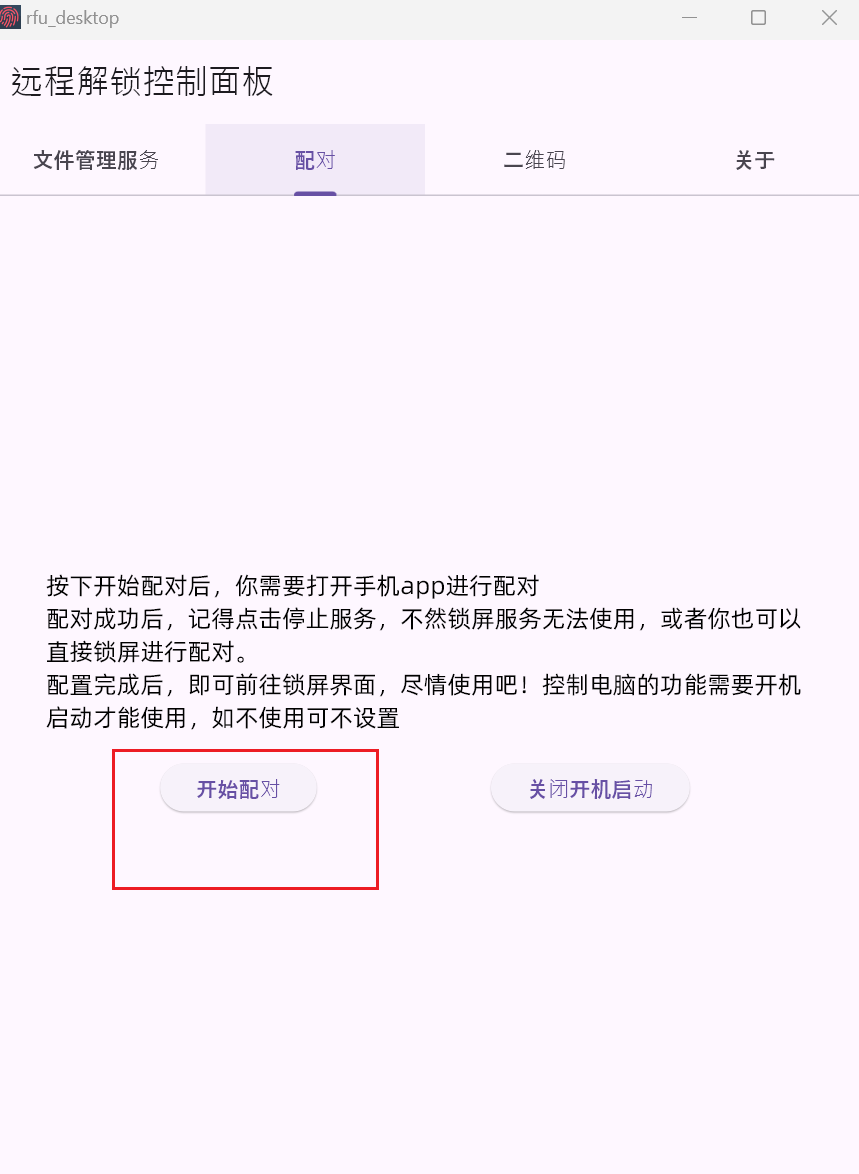 rfu_desktop
远程解锁控制面板
文件管理服务 配对 二维码 关于
按下开始配对后，你需要打开手机app进行配对
配对成功后，记得点击停止服务，不然锁屏服务无法使用，或者你也可以
直接锁屏进行配对。
配置完成后，即可前往锁屏界面，尽情使用吧！控制电脑的功能需要开机
启动才能使用，如不使用可不设置
开始配对 关闭开机启动